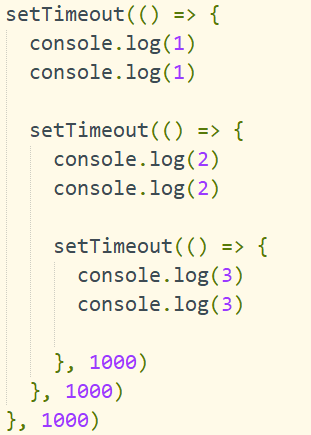 setTimeout(() => {
  console.log(1)
  console.log(1)

  setTimeout(() => {
    console.log(2)
    console.log(2)

    setTimeout(() => {
      console.log(3)
      console.log(3)

    }, 1000)
  }, 1000)
}, 1000)